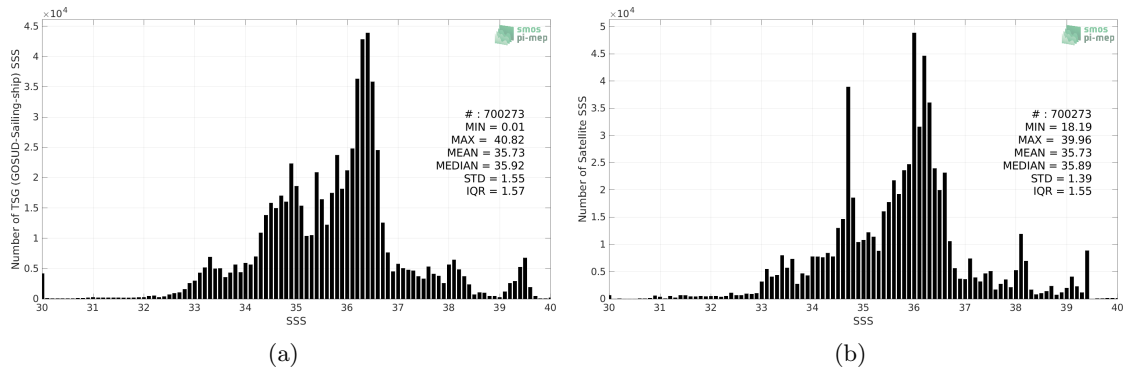 ×10⁴
4.5
4
3.5
3
2.5
2
1.5
1
0.5
0
Number of TSG (GOSUD-Sailing-ship) SSS
smos
pi-mep
# : 700273
MIN = 0.01
MAX = 40.82
MEAN = 35.73
MEDIAN = 35.92
STD = 1.55
IQR = 1.57
30 31 32 33 34 35 36 37 38 39 40
SSS
(a)
×10⁴
5
4.5
4
3.5
3
2.5
2
1.5
1
0.5
0
Number of Satellite SSS
smos
pi-mep
# : 700273
MIN = 18.19
MAX = 39.96
MEAN = 35.73
MEDIAN = 35.89
STD = 1.39
IQR = 1.55
30 31 32 33 34 35 36 37 38 39 40
SSS
(b)